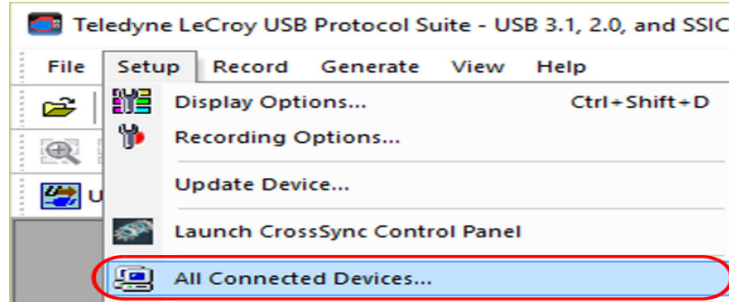 Teledyne LeCroy USB Protocol Suite - USB 3.1, 2.0, and SSIC
File Setup Record Generate View Help
Display Options... Ctrl+Shift+D
Recording Options...
Update Device...
U
Launch CrossSync Control Panel
All Connected Devices...